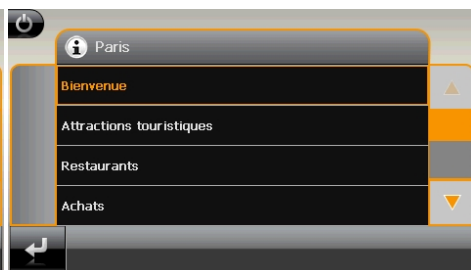 Paris
Bienvenue
Attractions touristiques
Restaurants
Achats